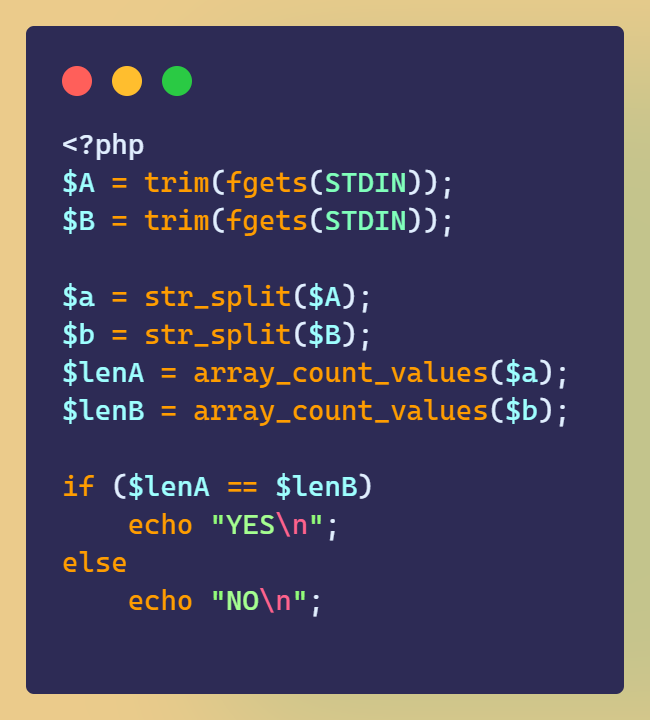 <?php
$A = trim(fgets(STDIN));
$B = trim(fgets(STDIN));

$a = str_split($A);
$b = str_split($B);
$lenA = array_count_values($a);
$lenB = array_count_values($b);

if ($lenA == $lenB)
    echo "YES\n";
else
    echo "NO\n";